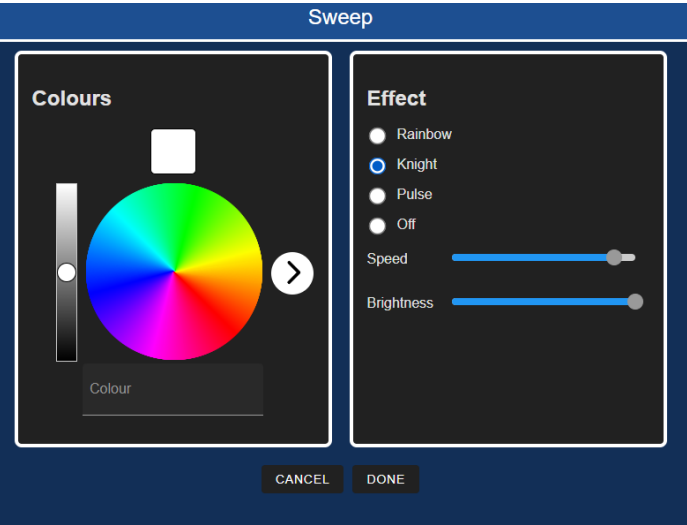 Sweep
Colours
Colour
Effect
Rainbow
Knight
Pulse
Off
Speed
Brightness
CANCEL
DONE